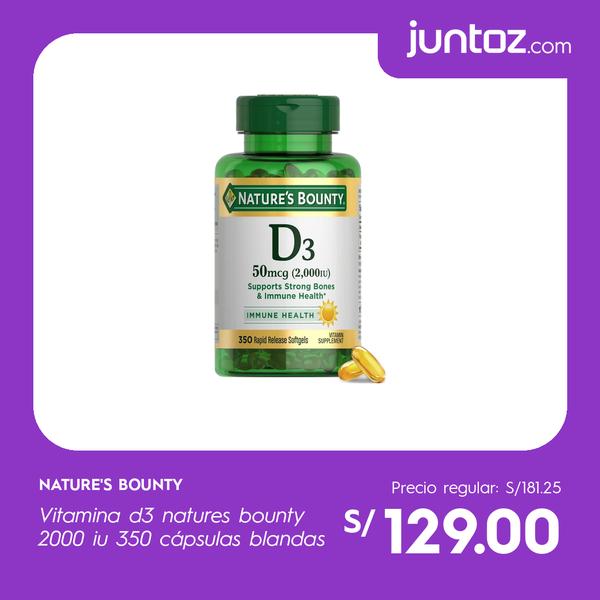 juntoz.com
NATURE'S BOUNTY
D3
50mcg (2,000IU)
Supports Strong Bones
& Immune Health*
IMMUNE HEALTH
350 Rapid Release Softgels
VITAMIN
SUPPLEMENT
NATURE'S BOUNTY
Vitamina d3 natures bounty
2000 iu 350 cápsulas blandas
Precio regular: S/181.25
S/129.00